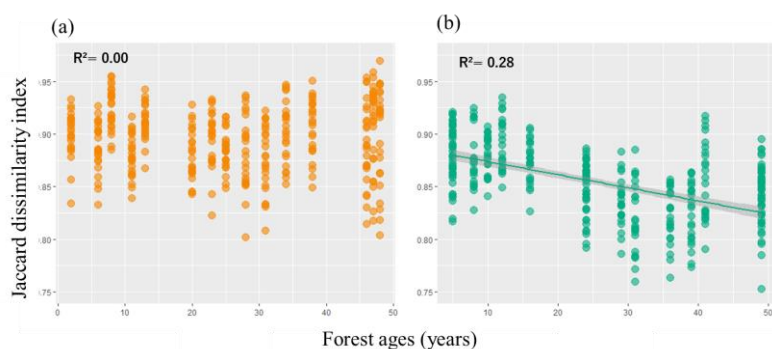 (a)
(b)
R²= 0.00
R²= 0.28
Jaccard dissimilarity index
0.95
0.90
0.85
0.80
0.75
0.95
0.90
0.85
0.80
0.75
0 10 20 30 40 50
0 10 20 30 40 50
Forest ages (years)